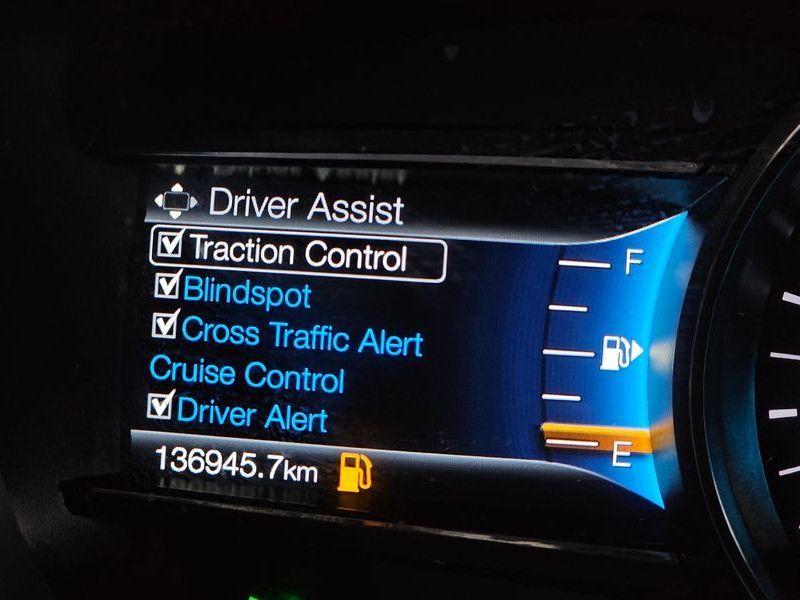 Driver Assist
Traction Control
Blindspot
Cross Traffic Alert
Cruise Control
Driver Alert
136945.7km
F
E